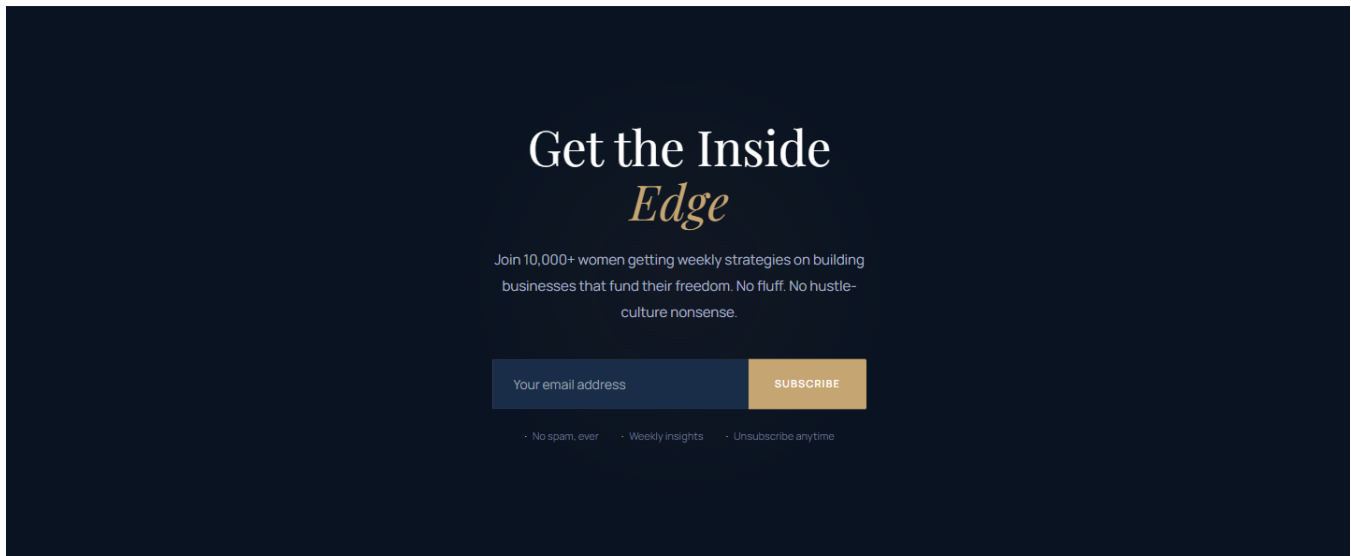 Get the Inside
Edge
Join 10,000+ women getting weekly strategies on building
businesses that fund their freedom. No fluff. No hustle-
culture nonsense.
Your email address
SUBSCRIBE
· No spam, ever · Weekly insights · Unsubscribe anytime